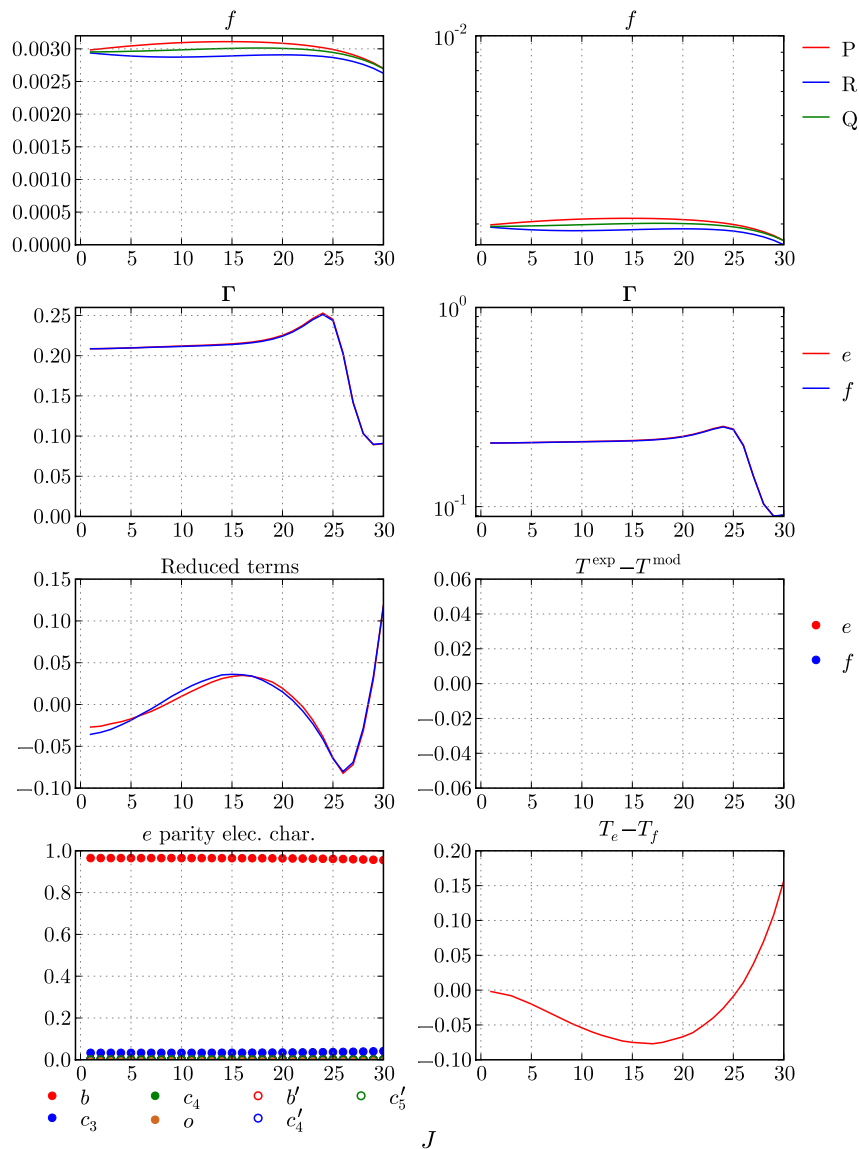 f f
0.0030
0.0025
0.0020
0.0015
0.0010
0.0005
0.0000
0 5 10 15 20 25 30
10⁻²
0 5 10 15 20 25 30
P
R
Q
Γ Γ
0.25
0.20
0.15
0.10
0.05
0.00
0 5 10 15 20 25 30
10⁰
10⁻¹
0 5 10 15 20 25 30
e
f
Reduced terms T^exp−T^mod
0.15
0.10
0.05
0.00
−0.05
−0.10
0 5 10 15 20 25 30
0.06
0.04
0.02
0.00
−0.02
−0.04
−0.06
0 5 10 15 20 25 30
e
f
e parity elec. char. T_e−T_f
1.0
0.8
0.6
0.4
0.2
0.0
0 5 10 15 20 25 30
0.20
0.15
0.10
0.05
0.00
−0.05
−0.10
0 5 10 15 20 25 30
b c₄ b′ c₅′
c₃ o c₄′
J